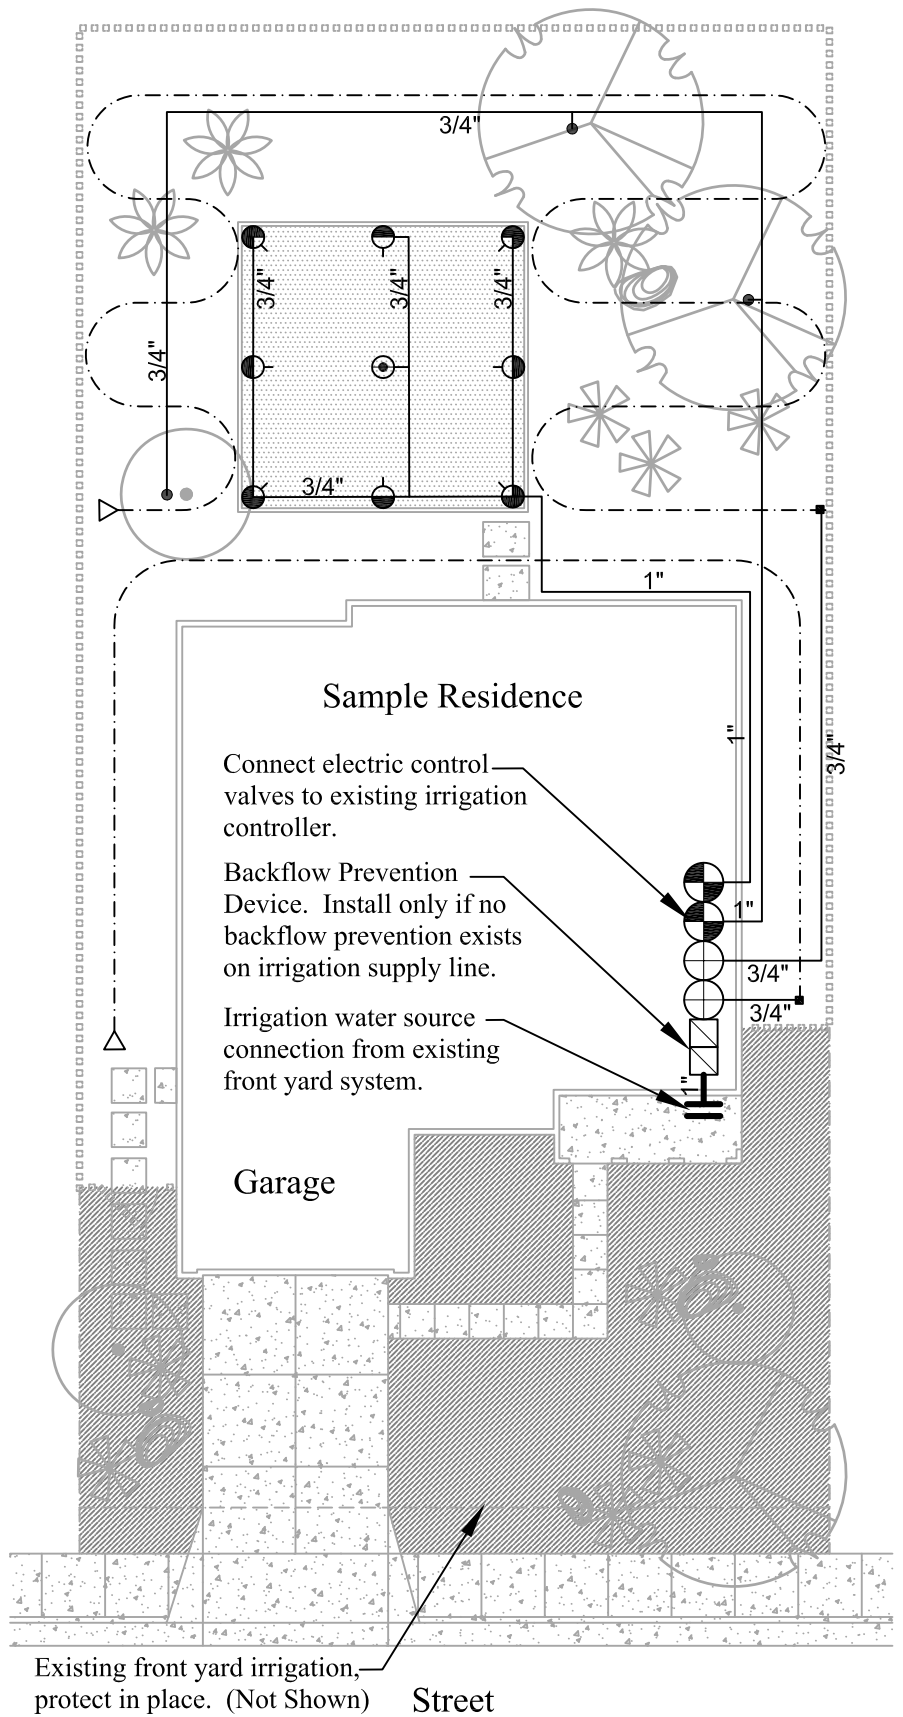 3/4"
3/4"
3/4"
3/4"
3/4"
3/4"
1"
Sample Residence
1"
3/4"
Connect electric control
valves to existing irrigation
controller.
Backflow Prevention
Device.  Install only if no
backflow prevention exists
on irrigation supply line.
1"
3/4"
3/4"
Irrigation water source
connection from existing
front yard system.
1"
Garage
Existing front yard irrigation,
protect in place.  (Not Shown)
Street